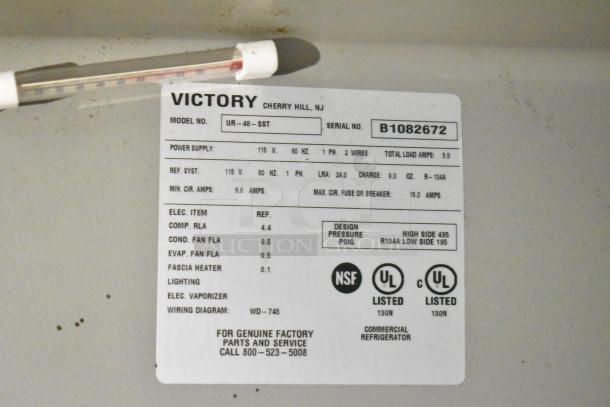 VICTORY CHERRY HILL, NJ
MODEL NO. UR-48-SST SERIAL NO. B1082672
POWER SUPPLY: 115 V. 60 HZ. 1 PH. 2 WIRES TOTAL LOAD AMPS: 5.5
REF. SYST. 115 V. 60 HZ. 1 PH. LRA: 24.0 CHARGE: 9.0 OZ. R-134A
MIN. CIR. AMPS: 6.6 AMPS. MAX. CIR. FUSE OR BREAKER: 15.0 AMPS.
ELEC. ITEM REF.
COMP. RLA 4.4
COND. FAN FLA 0.5
EVAP. FAN FLA 0.5
FASCIA HEATER 0.1
LIGHTING
ELEC. VAPORIZER
WIRING DIAGRAM: WD-745
DESIGN
PRESSURE HIGH SIDE 495
PSIG R134A LOW SIDE 195
NSF UL C UL
LISTED LISTED
130N 130N
COMMERCIAL
REFRIGERATOR
FOR GENUINE FACTORY
PARTS AND SERVICE
CALL 800-523-5008
AUCTION GROUP